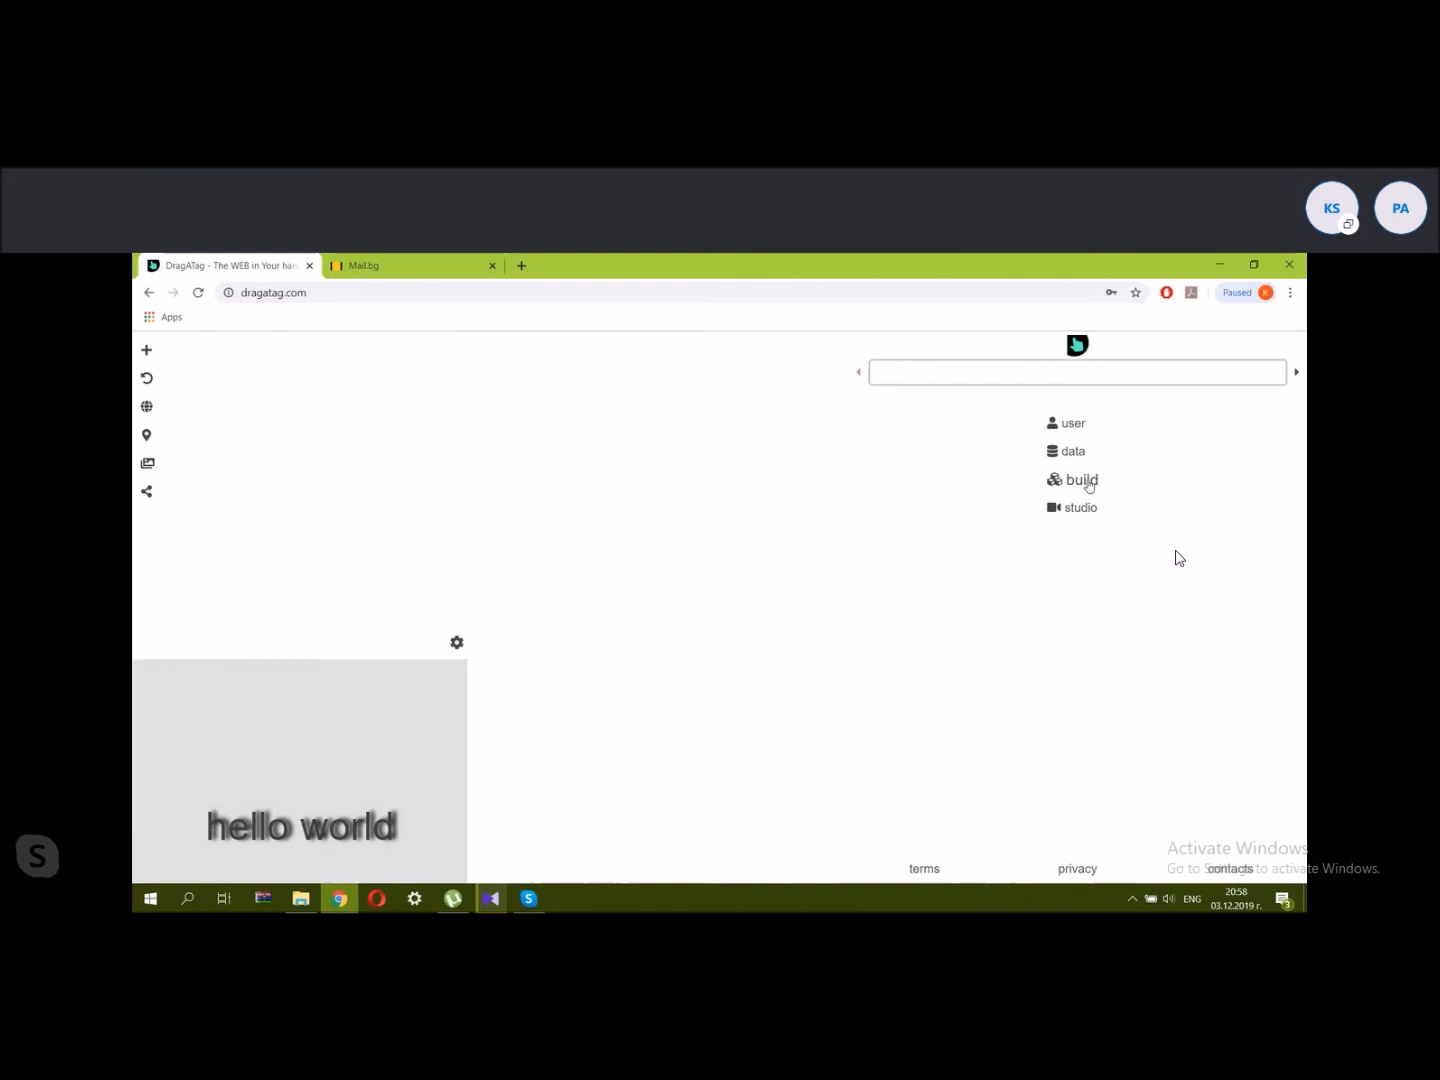 KS
PA
DragATag - The WEB in Your han
Mail.bg
dragatag.com
Paused
K
Apps
user
data
build
studio
hello world
terms
privacy
contacts
Activate Windows
Go to Settings to activate Windows.
ENG
20:58
03.12.2019 г.
3
S